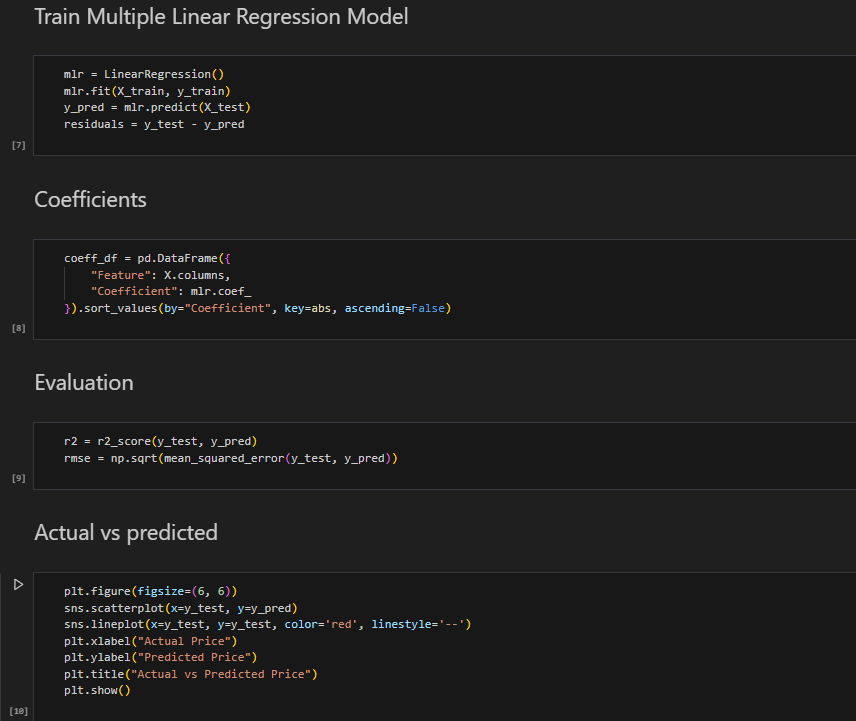 Train Multiple Linear Regression Model
mlr = LinearRegression()
mlr.fit(X_train, y_train)
y_pred = mlr.predict(X_test)
residuals = y_test - y_pred
[7]
Coefficients
coeff_df = pd.DataFrame({
    "Feature": X.columns,
    "Coefficient": mlr.coef_
}).sort_values(by="Coefficient", key=abs, ascending=False)
[8]
Evaluation
r2 = r2_score(y_test, y_pred)
rmse = np.sqrt(mean_squared_error(y_test, y_pred))
[9]
Actual vs predicted
plt.figure(figsize=(6, 6))
sns.scatterplot(x=y_test, y=y_pred)
sns.lineplot(x=y_test, y=y_test, color='red', linestyle='--')
plt.xlabel("Actual Price")
plt.ylabel("Predicted Price")
plt.title("Actual vs Predicted Price")
plt.show()
[10]